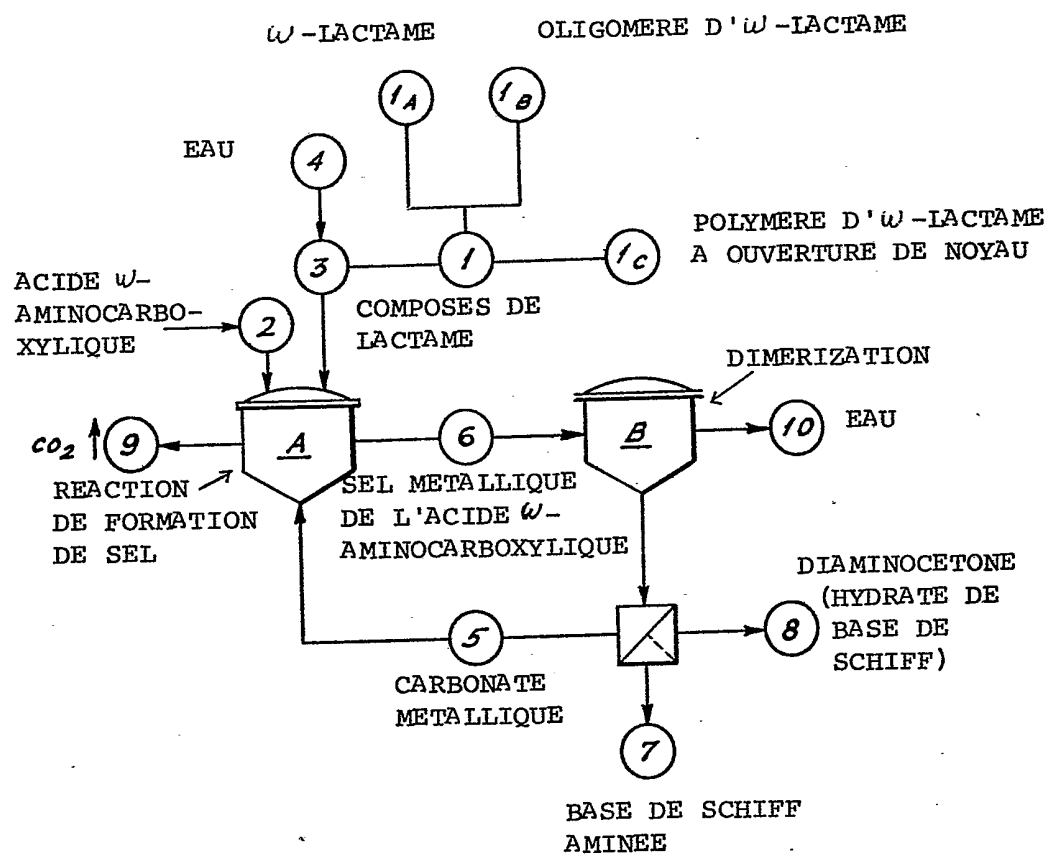 ω-LACTAME
OLIGOMERE D'ω-LACTAME
1A
1B
EAU
4
3
1
1C
POLYMERE D'ω-LACTAME
A OUVERTURE DE NOYAU
ACIDE ω-
AMINOCARBO-
XYLIQUE
2
COMPOSES DE
LACTAME
DIMERIZATION
CO2
9
A
6
B
10
EAU
REACTION
DE FORMATION
DE SEL
SEL METALLIQUE
DE L'ACIDE ω-
AMINOCARBOXYLIQUE
DIAMINOCETONE
(HYDRATE DE
BASE DE
SCHIFF)
5
8
CARBONATE
METALLIQUE
7
BASE DE SCHIFF
AMINEE